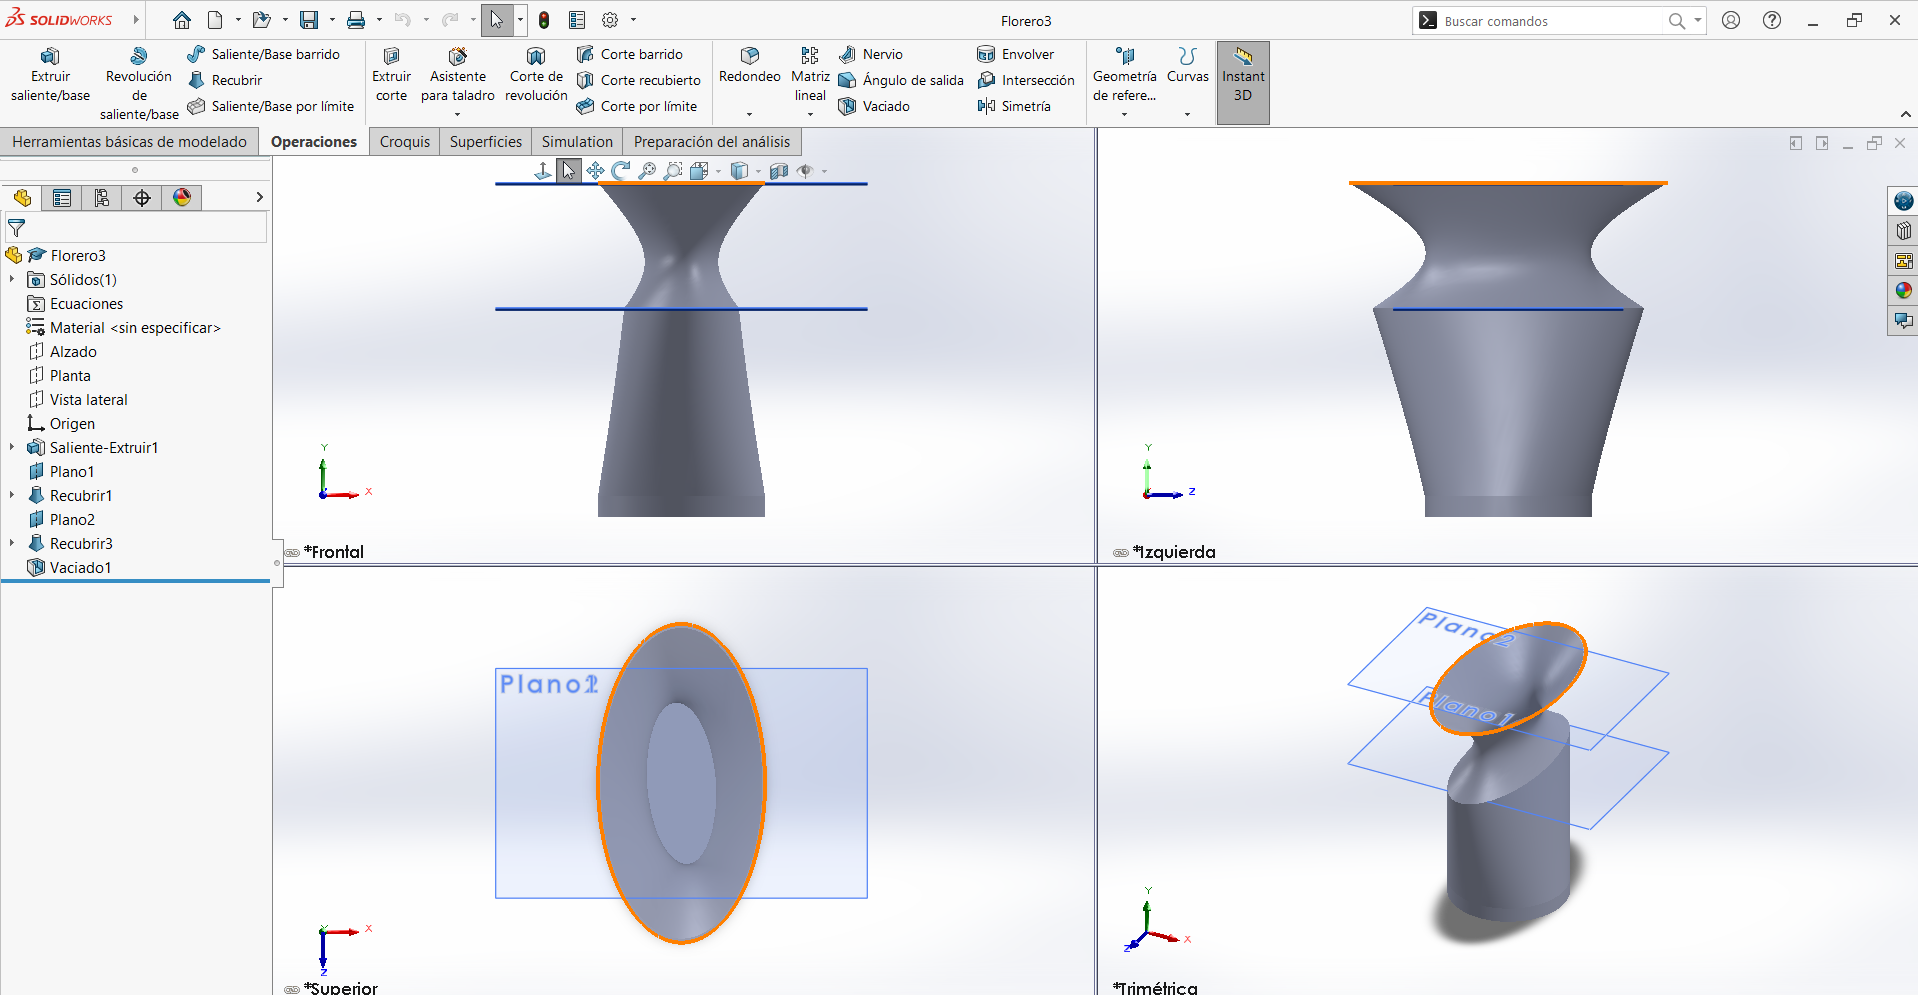 SOLIDWORKS
Florero3
Buscar comandos
Extruir saliente/base
Revolución de saliente/base
Saliente/Base barrido
Recubrir
Saliente/Base por límite
Extruir corte
Asistente para taladro
Corte de revolución
Corte barrido
Corte recubierto
Corte por límite
Redondeo
Matriz lineal
Nervio
Ángulo de salida
Vaciado
Envolver
Intersección
Simetría
Geometría de refere...
Curvas
Instant 3D
Herramientas básicas de modelado
Operaciones
Croquis
Superficies
Simulation
Preparación del análisis
Florero3
Sólidos(1)
Ecuaciones
Material <sin especificar>
Alzado
Planta
Vista lateral
Origen
Saliente-Extruir1
Plano1
Recubrir1
Plano2
Recubrir3
Vaciado1
Y
X
*Frontal
Y
Z
*Izquierda
Y
X
Z
*Superior
Plano2
Plano1
Y
X
Z
*Trimétrica